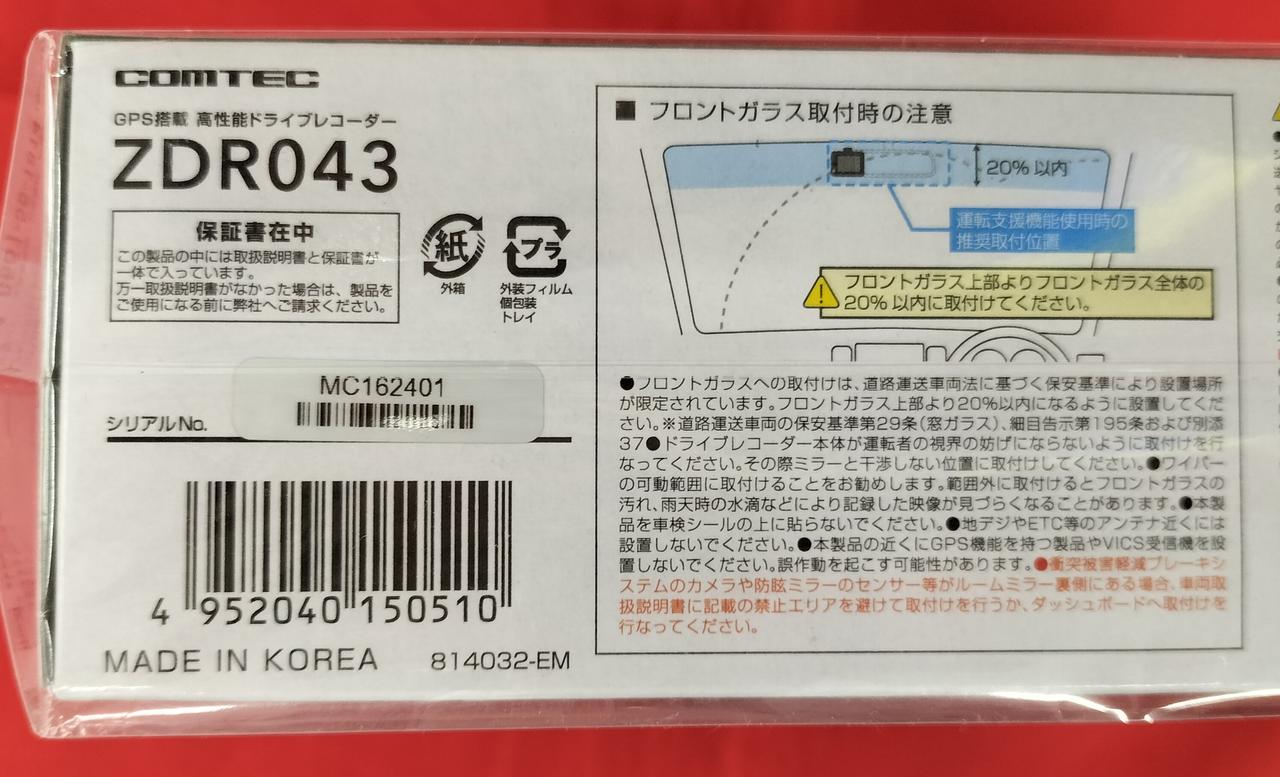 COMTEC
GPS搭載 高性能ドライブレコーダー
ZDR043
保証書在中
この製品の中には取扱説明書と保証書が
一体で入っています。
万一取扱説明書がなかった場合は、製品を
ご使用になる前に弊社へご請求ください。
紙
外箱
プラ
外装フィルム
個包装
トレイ
MC162401
シリアルNo.
4 952040 150510
MADE IN KOREA 814032-EM
■ フロントガラス取付時の注意
20% 以内
運転支援機能使用時の
推奨取付位置
フロントガラス上部よりフロントガラス全体の
20% 以内に取付けてください。
●フロントガラスへの取付けは、道路運送車両法に基づく保安基準により設置場所
が限定されています。フロントガラス上部より20%以内になるように設置してくだ
さい。※道路運送車両の保安基準第29条(窓ガラス)、細目告示第195条および別添
37●ドライブレコーダー本体が運転者の視界の妨げにならないように取付けを行
なってください。その際ミラーと干渉しない位置に取付けしてください。●ワイパー
の可動範囲に取付けることをお勧めします。範囲外に取付けるとフロントガラスの
汚れ、雨天時の水滴などにより記録した映像が見づらくなることがあります。●本製
品を車検シールの上に貼らないでください。●地デジやETC等のアンテナ近くには
設置しないでください。●本製品の近くにGPS機能を持つ製品やVICS受信機を設
置しないでください。誤作動を起こす可能性があります。●衝突被害軽減ブレーキシ
ステムのカメラや防眩ミラーのセンサー等がルームミラー裏側にある場合、車両取
扱説明書に記載の禁止エリアを避けて取付けを行うか、ダッシュボードへ取付けを
行なってください。